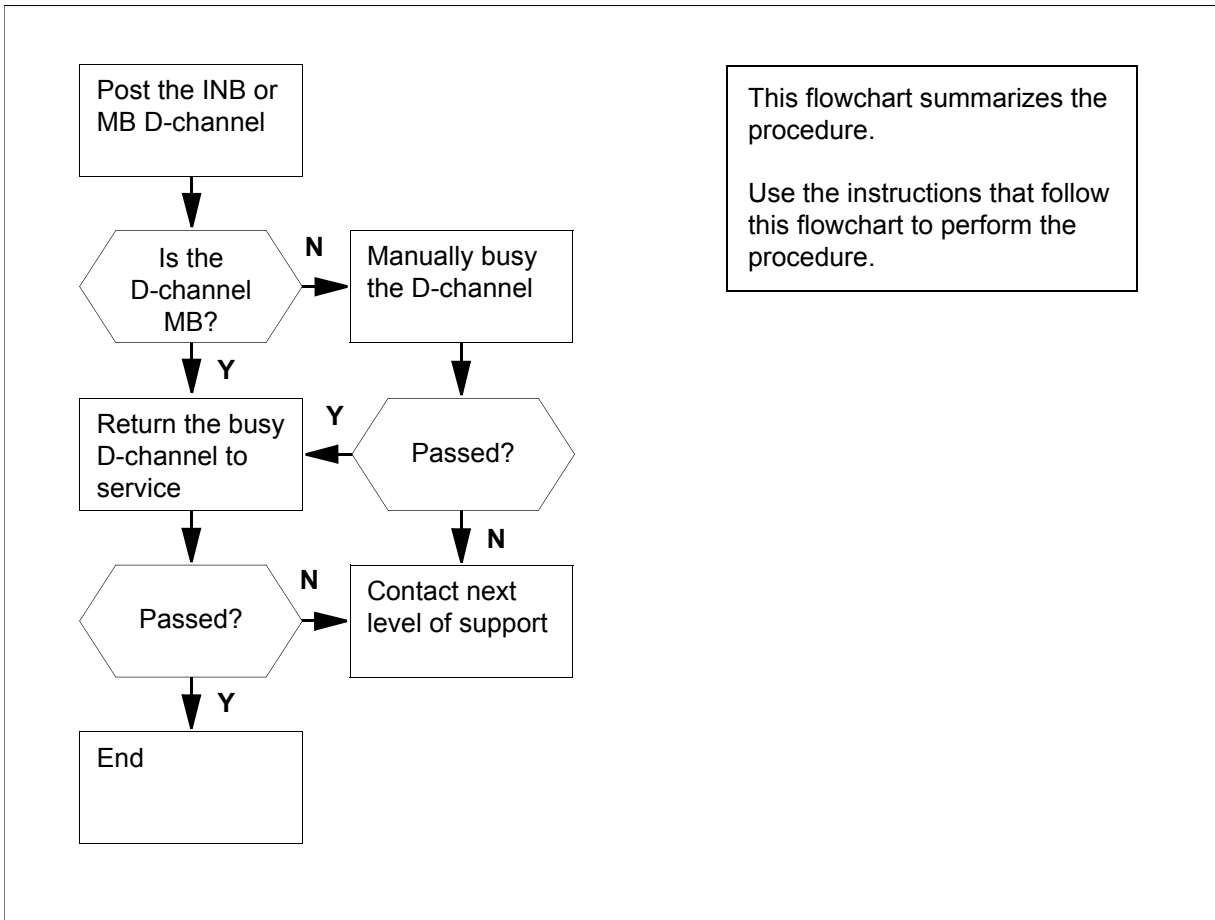 Post the INB or
MB D-channel
This flowchart summarizes the
procedure.
Use the instructions that follow
this flowchart to perform the
procedure.
Is the
D-channel
MB?
N
Manually busy
the D-channel
Y
Return the busy
D-channel to
service
Y
Passed?
N
Passed?
N
Contact next
level of support
Y
End